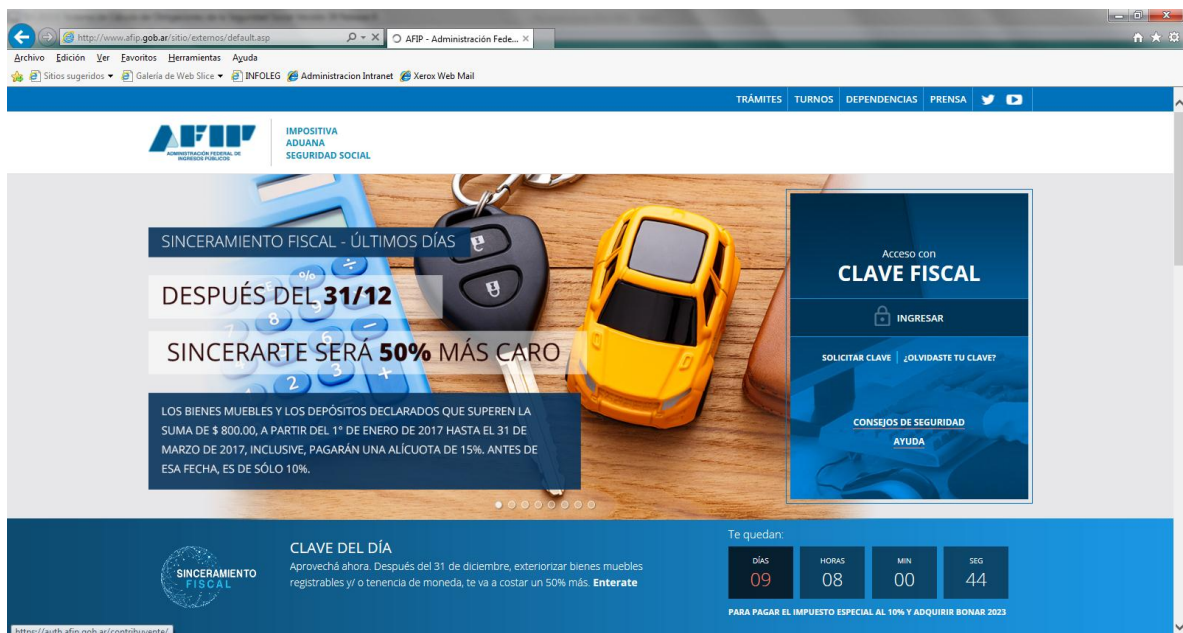 http://www.afip.gob.ar/sitio/externos/default.asp
AFIP - Administración Fede...
Archivo Edición Ver Favoritos Herramientas Ayuda
Sitios sugeridos Galería de Web Slice INFOLEG Administracion Intranet Xerox Web Mail
TRÁMITES TURNOS DEPENDENCIAS PRENSA
AFIP
ADMINISTRACIÓN FEDERAL DE
INGRESOS PÚBLICOS
IMPOSITIVA
ADUANA
SEGURIDAD SOCIAL
SINCERAMIENTO FISCAL - ÚLTIMOS DÍAS
DESPUÉS DEL 31/12
SINCERARTE SERÁ 50% MÁS CARO
LOS BIENES MUEBLES Y LOS DEPÓSITOS DECLARADOS QUE SUPEREN LA
SUMA DE $ 800.00, A PARTIR DEL 1° DE ENERO DE 2017 HASTA EL 31 DE
MARZO DE 2017, INCLUSIVE, PAGARÁN UNA ALÍCUOTA DE 15%. ANTES DE
ESA FECHA, ES DE SÓLO 10%.
% ÷
8
2 3 +
Acceso con
CLAVE FISCAL
INGRESAR
SOLICITAR CLAVE ¿OLVIDASTE TU CLAVE?
CONSEJOS DE SEGURIDAD
AYUDA
SINCERAMIENTO
FISCAL
CLAVE DEL DÍA
Aprovechá ahora. Después del 31 de diciembre, exteriorizar bienes muebles
registrables y/ o tenencia de moneda, te va a costar un 50% más. Enterate
Te quedan:
DÍAS HORAS MIN SEG
09 08 00 44
PARA PAGAR EL IMPUESTO ESPECIAL AL 10% Y ADQUIRIR BONAR 2023
https://auth.afip.gob.ar/contribuyente/